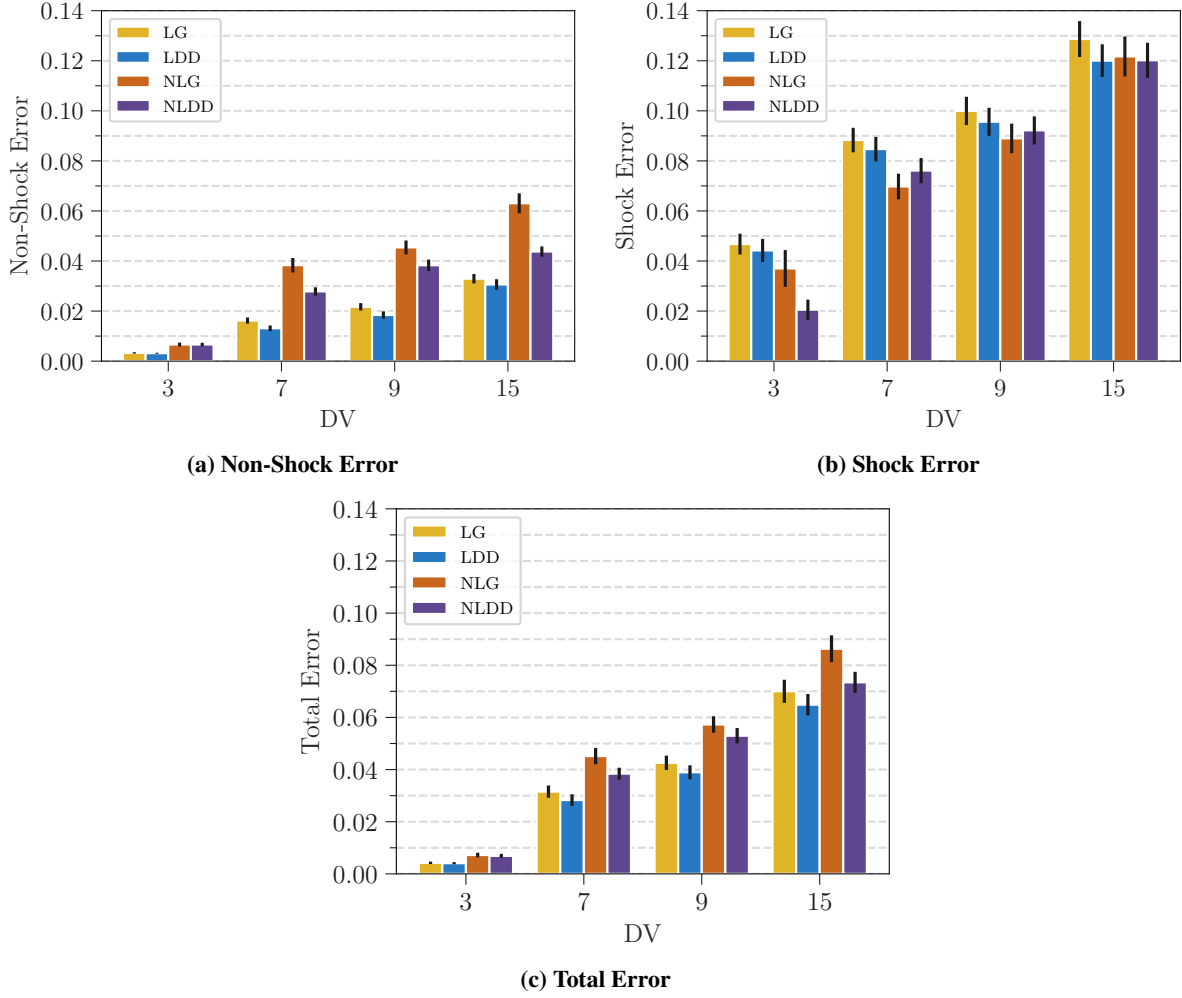 0.14
0.12
0.10
0.08
0.06
0.04
0.02
0.00
Non-Shock Error
LG
LDD
NLG
NLDD
3 7 9 15
DV
(a) Non-Shock Error
0.14
0.12
0.10
0.08
0.06
0.04
0.02
0.00
Shock Error
LG
LDD
NLG
NLDD
3 7 9 15
DV
(b) Shock Error
0.14
0.12
0.10
0.08
0.06
0.04
0.02
0.00
Total Error
LG
LDD
NLG
NLDD
3 7 9 15
DV
(c) Total Error